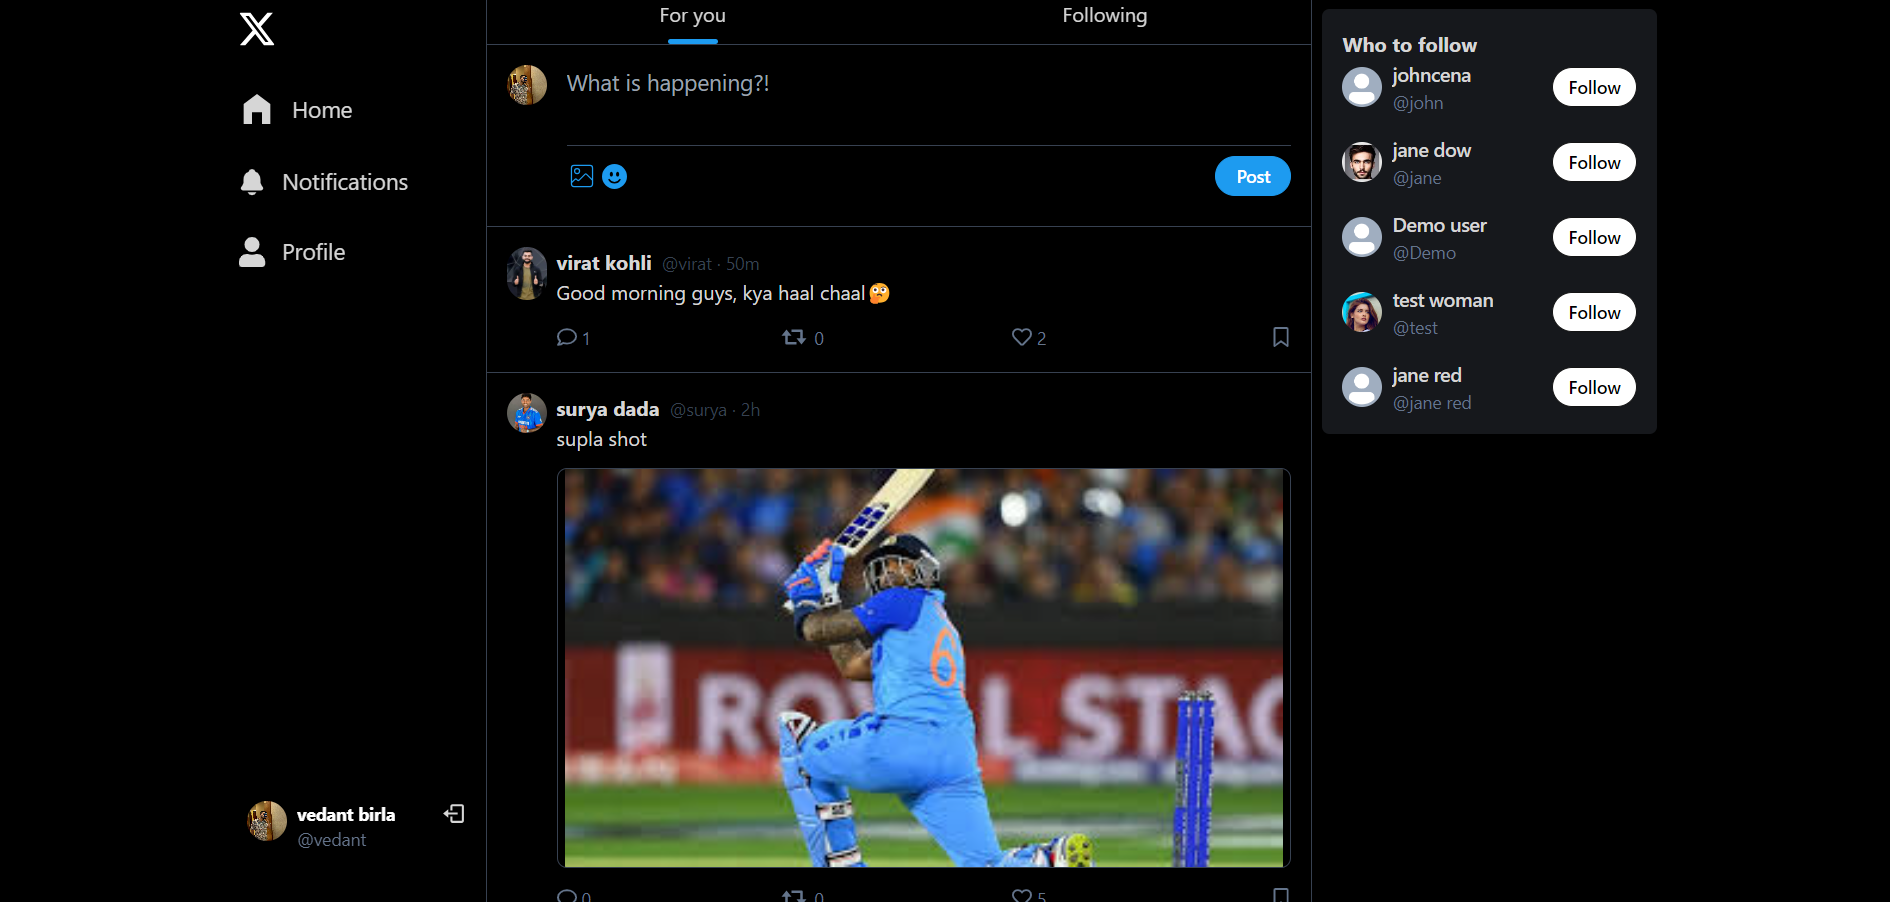 Home
Notifications
Profile
vedant birla
@vedant
For you
Following
What is happening?!
Post
virat kohli @virat · 50m
Good morning guys, kya haal chaal🤔
1
0
2
surya dada @surya · 2h
supla shot
6
ROYAL STAG
0
0
5
Who to follow
johncena
@john
Follow
jane dow
@jane
Follow
Demo user
@Demo
Follow
test woman
@test
Follow
jane red
@jane red
Follow